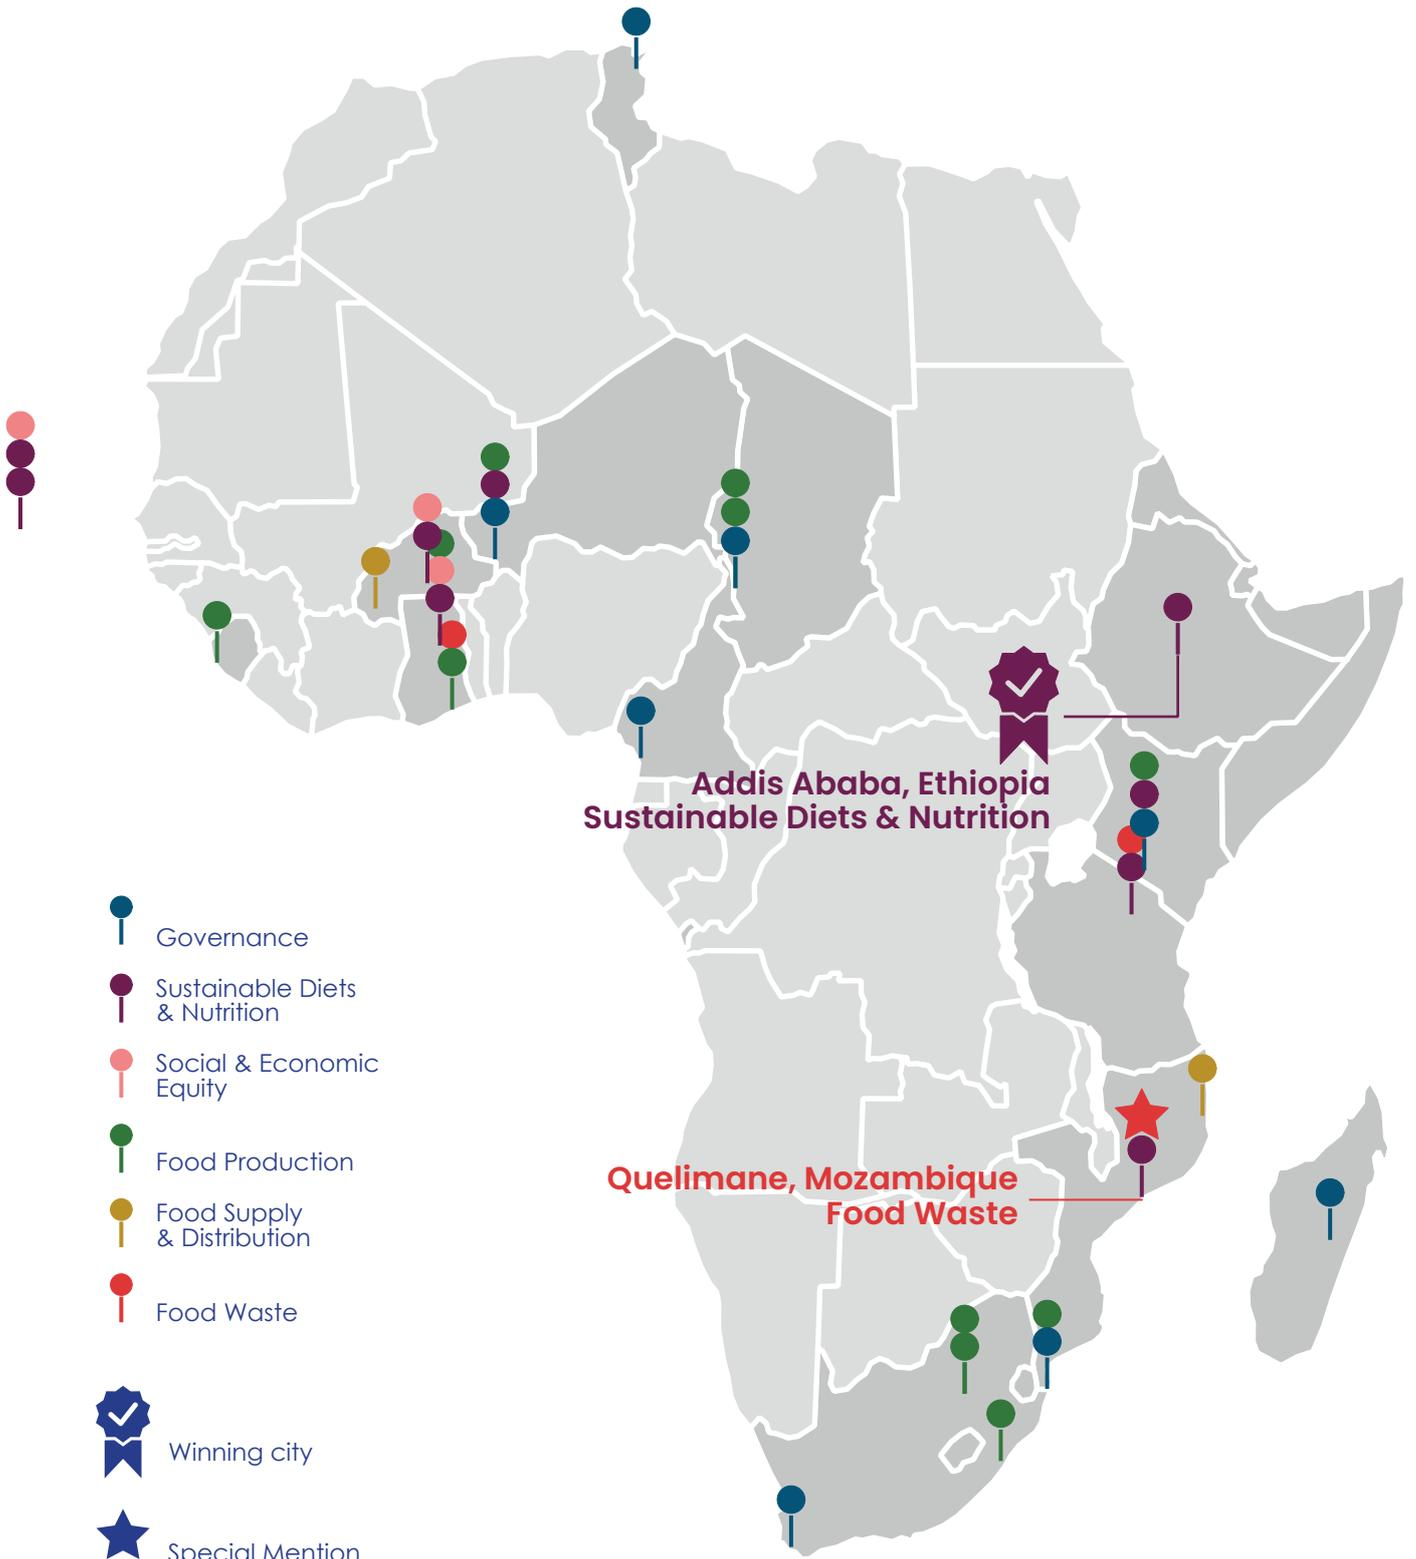 Addis Ababa, Ethiopia
Sustainable Diets & Nutrition
Governance
Sustainable Diets
& Nutrition
Social & Economic
Equity
Food Production
Food Supply
& Distribution
Food Waste
Quelimane, Mozambique
Food Waste
Winning city
Special Mention